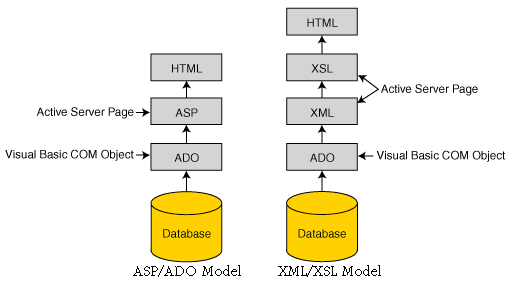 HTML
HTML
XSL
Active Server Page
ASP
Active Server Page
XML
Visual Basic COM Object
ADO
ADO
Visual Basic COM Object
Database
Database
ASP/ADO Model
XML/XSL Model